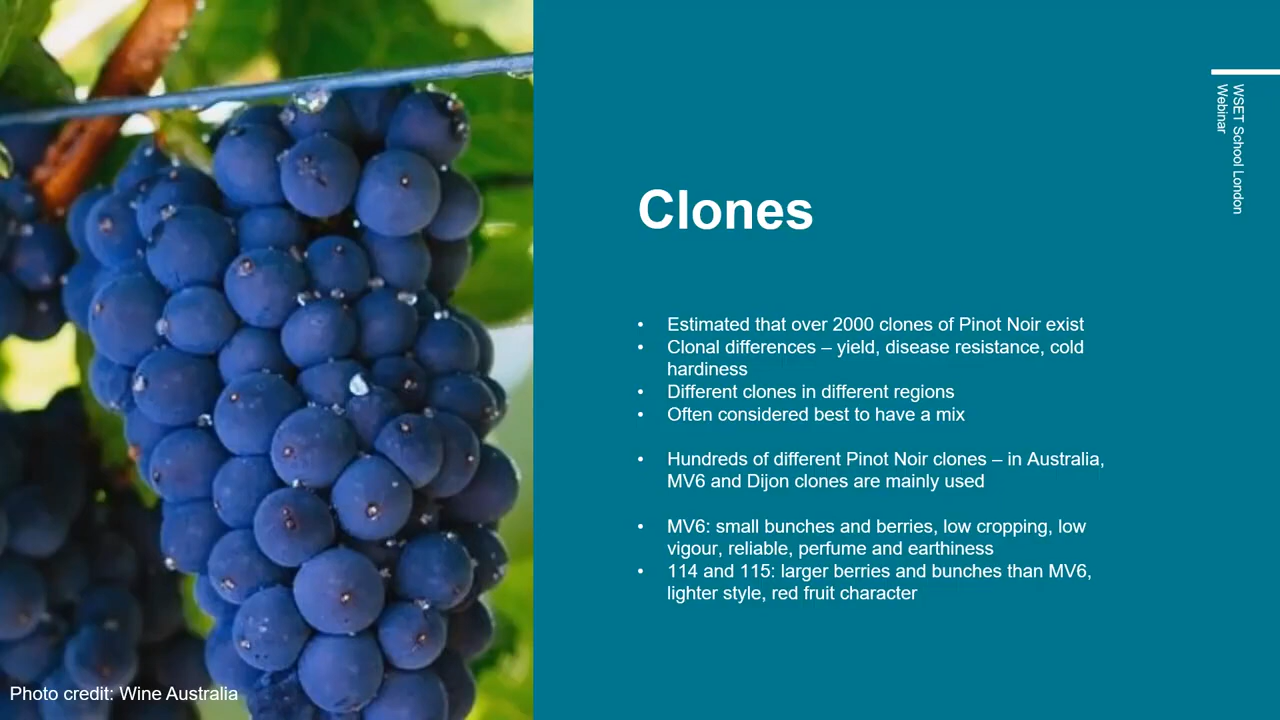 WSET School London
Webinar
Clones
• Estimated that over 2000 clones of Pinot Noir exist
• Clonal differences – yield, disease resistance, cold
hardiness
• Different clones in different regions
• Often considered best to have a mix
• Hundreds of different Pinot Noir clones – in Australia,
MV6 and Dijon clones are mainly used
• MV6: small bunches and berries, low cropping, low
vigour, reliable, perfume and earthiness
• 114 and 115: larger berries and bunches than MV6,
lighter style, red fruit character
Photo credit: Wine Australia